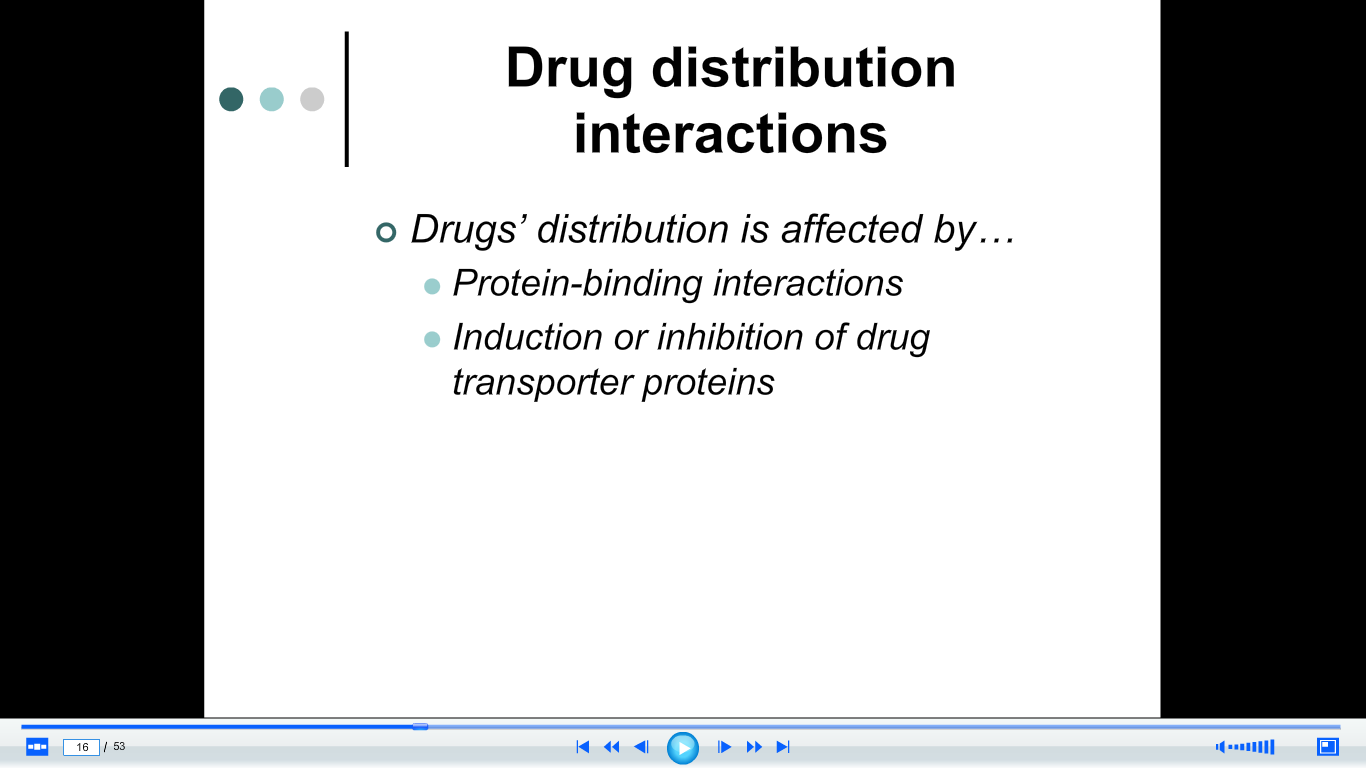 Drug distribution
interactions
Drugs’ distribution is affected by…
Protein-binding interactions
Induction or inhibition of drug
transporter proteins
16 / 53